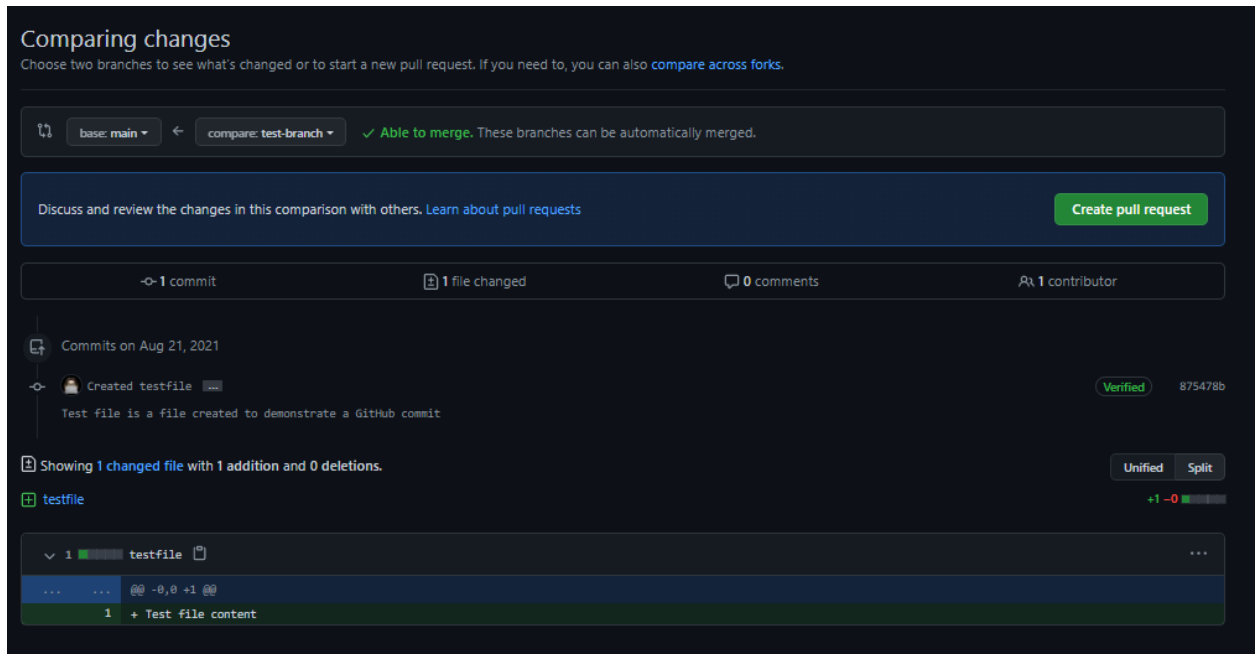 Comparing changes
Choose two branches to see what's changed or to start a new pull request. If you need to, you can also compare across forks.
base: main ← compare: test-branch ✓ Able to merge. These branches can be automatically merged.
Discuss and review the changes in this comparison with others. Learn about pull requests Create pull request
1 commit 1 file changed 0 comments 1 contributor
Commits on Aug 21, 2021
Created testfile ... Verified 875478b
Test file is a file created to demonstrate a GitHub commit
Showing 1 changed file with 1 addition and 0 deletions. Unified Split
testfile +1 −0
1 testfile ...
... ... @@ -0,0 +1 @@
1 + Test file content